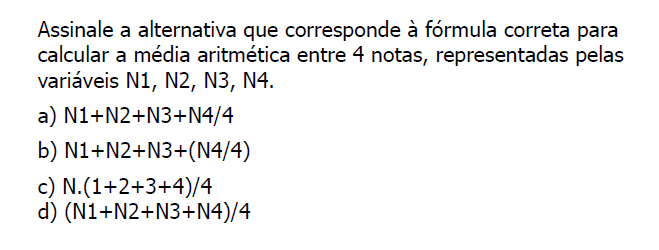 Assinale a alternativa que corresponde à fórmula correta para
calcular a média aritmética entre 4 notas, representadas pelas
variáveis N1, N2, N3, N4.
a) N1+N2+N3+N4/4
b) N1+N2+N3+(N4/4)
c) N.(1+2+3+4)/4
d) (N1+N2+N3+N4)/4